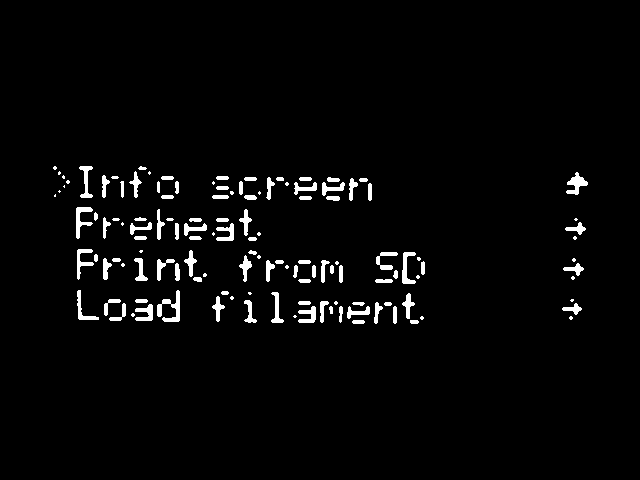 >Info screen →
Preheat →
Print from SD →
Load filament →